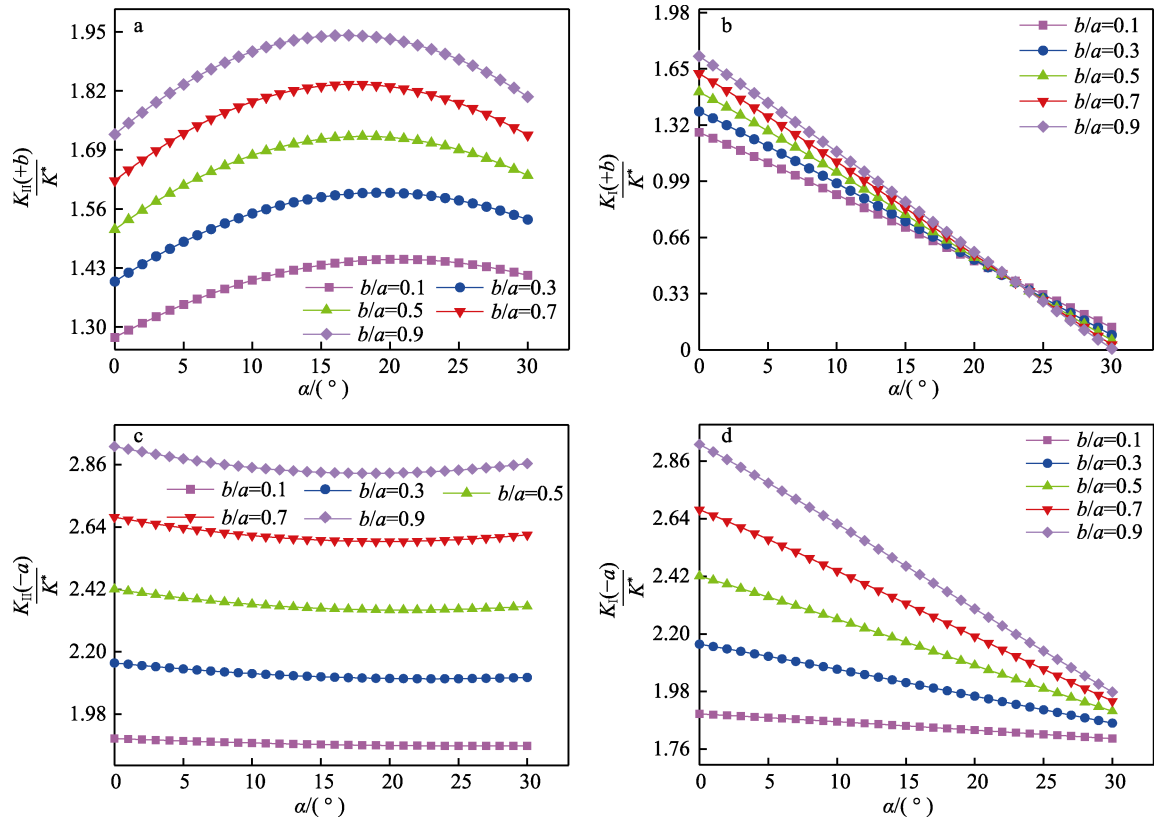 a
1.95
1.82
1.69
1.56
1.43
1.30
K_II(+b)
K*
b/a=0.1 b/a=0.3
b/a=0.5 b/a=0.7
b/a=0.9
0 5 10 15 20 25 30
α/(°)
b
1.98
1.65
1.32
0.99
0.66
0.33
0
K_I(+b)
K*
b/a=0.1
b/a=0.3
b/a=0.5
b/a=0.7
b/a=0.9
0 5 10 15 20 25 30
α/(°)
c
2.86
2.64
2.42
2.20
1.98
K_II(−a)
K*
b/a=0.1 b/a=0.3 b/a=0.5
b/a=0.7 b/a=0.9
0 5 10 15 20 25 30
α/(°)
d
2.86
2.64
2.42
2.20
1.98
1.76
K_I(−a)
K*
b/a=0.1
b/a=0.3
b/a=0.5
b/a=0.7
b/a=0.9
0 5 10 15 20 25 30
α/(°)